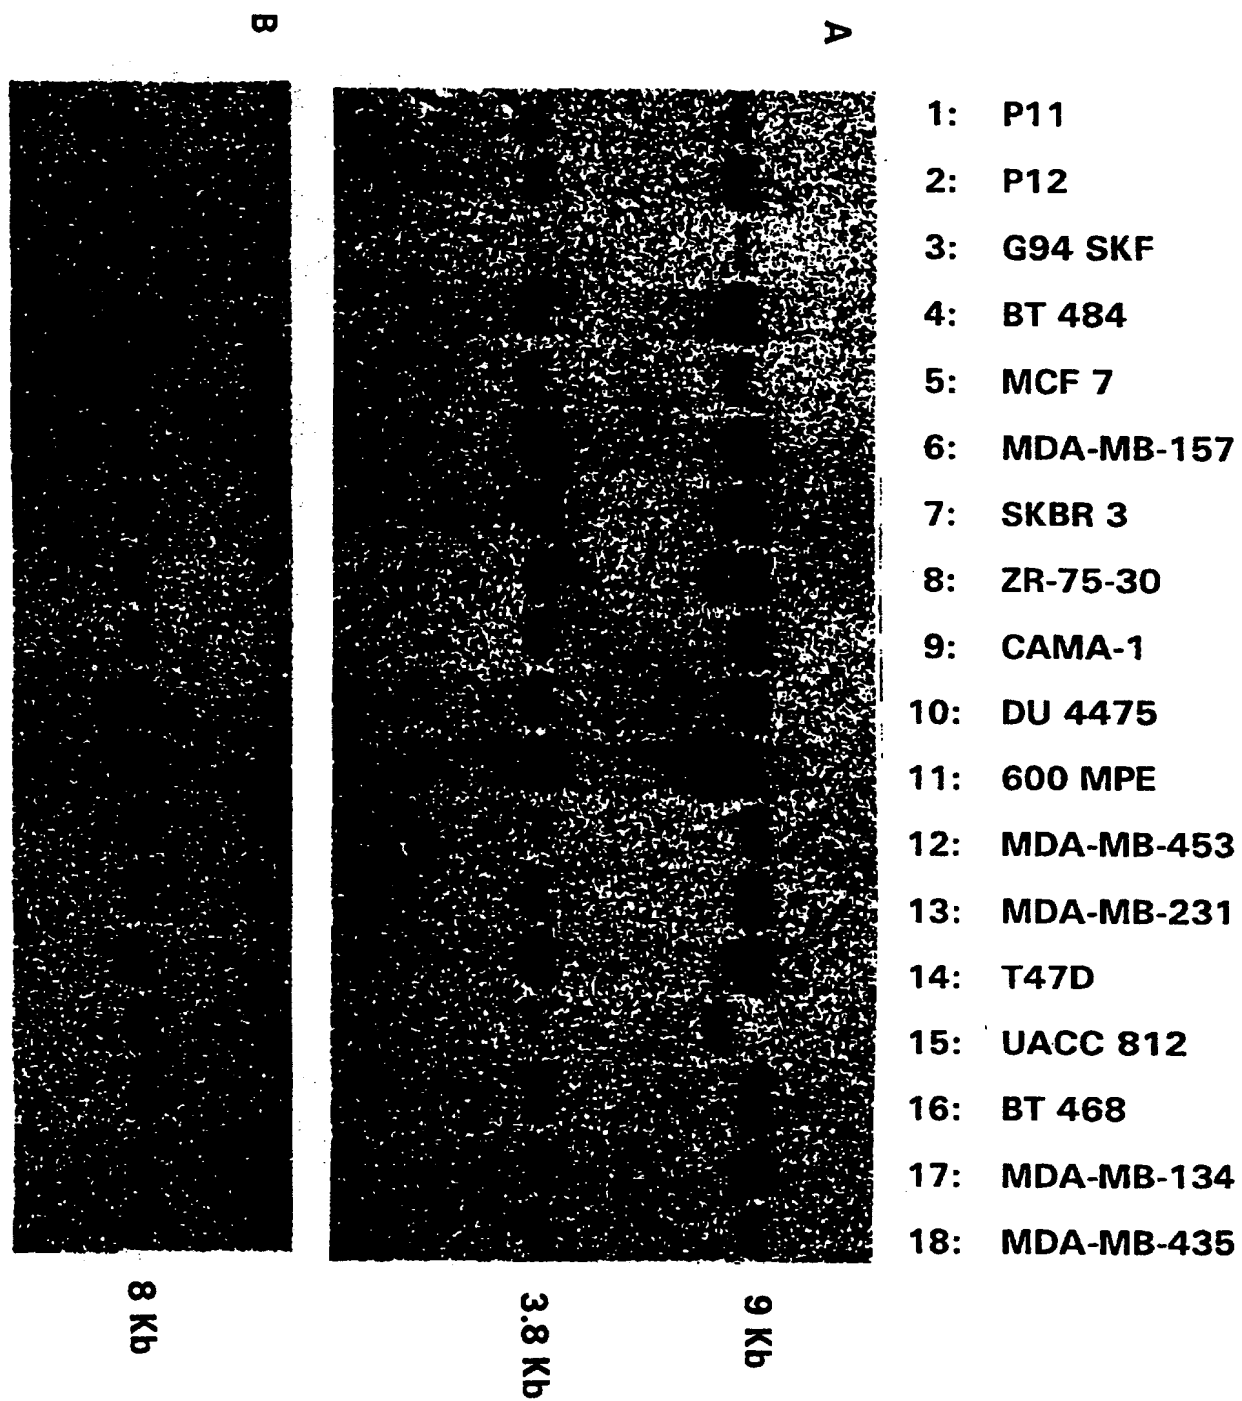 B
A
1: P11
2: P12
3: G94 SKF
4: BT 484
5: MCF 7
6: MDA-MB-157
7: SKBR 3
8: ZR-75-30
9: CAMA-1
10: DU 4475
11: 600 MPE
12: MDA-MB-453
13: MDA-MB-231
14: T47D
15: UACC 812
16: BT 468
17: MDA-MB-134
18: MDA-MB-435
8 Kb
3.8 Kb
9 Kb